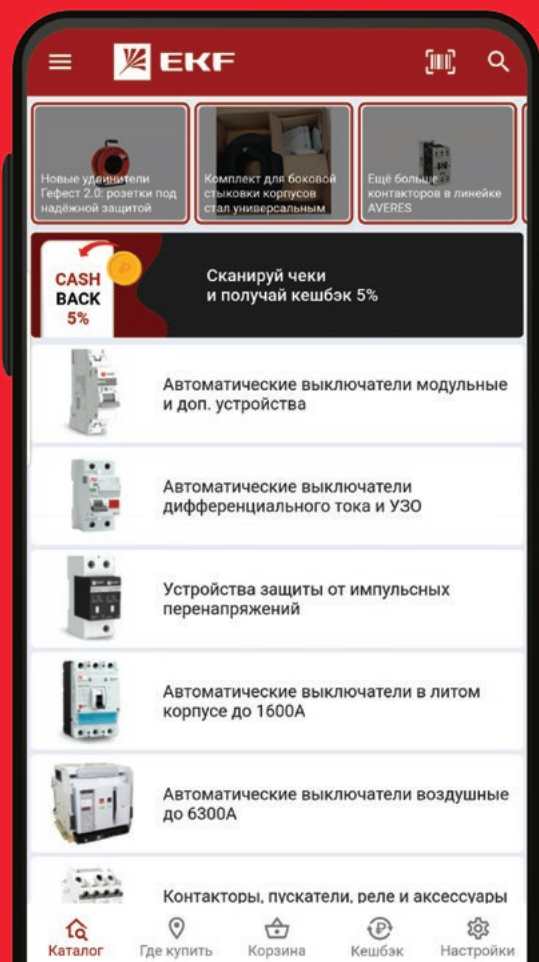 EKF
Новые удлинители
Гефест 2.0: розетки под
надёжной защитой
Комплект для боковой
стыковки корпусов
стал универсальным
Ещё больше
контакторов в линейке
AVERES
CASH
BACK
5%
Сканируй чеки
и получай кешбэк 5%
Автоматические выключатели модульные
и доп. устройства
Автоматические выключатели
дифференциального тока и УЗО
Устройства защиты от импульсных
перенапряжений
Автоматические выключатели в литом
корпусе до 1600А
Автоматические выключатели воздушные
до 6300А
Контакторы, пускатели, реле и аксессуары
Каталог
Где купить
Корзина
Кешбэк
Настройки